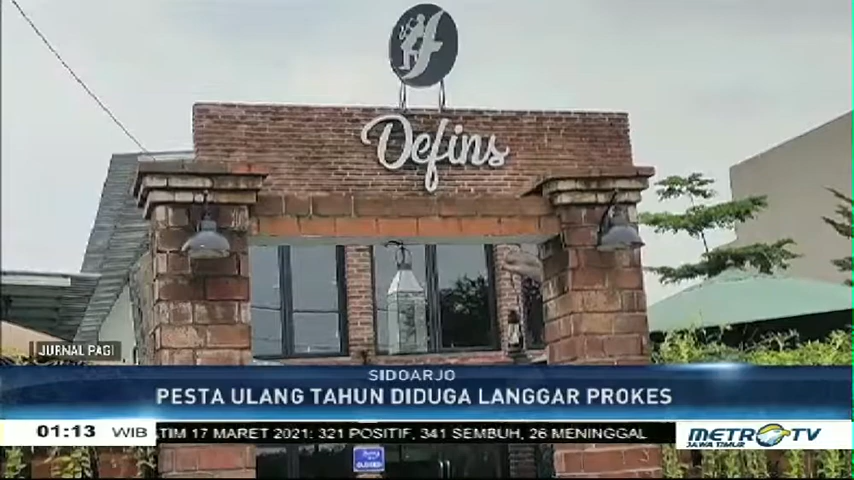 Defins
JURNAL PAGI
SIDOARJO
PESTA ULANG TAHUN DIDUGA LANGGAR PROKES
01:13 WIB
TIM 17 MARET 2021: 321 POSITIF, 341 SEMBUH, 26 MENINGGAL
METRO TV
JAWA TIMUR
CLOSED